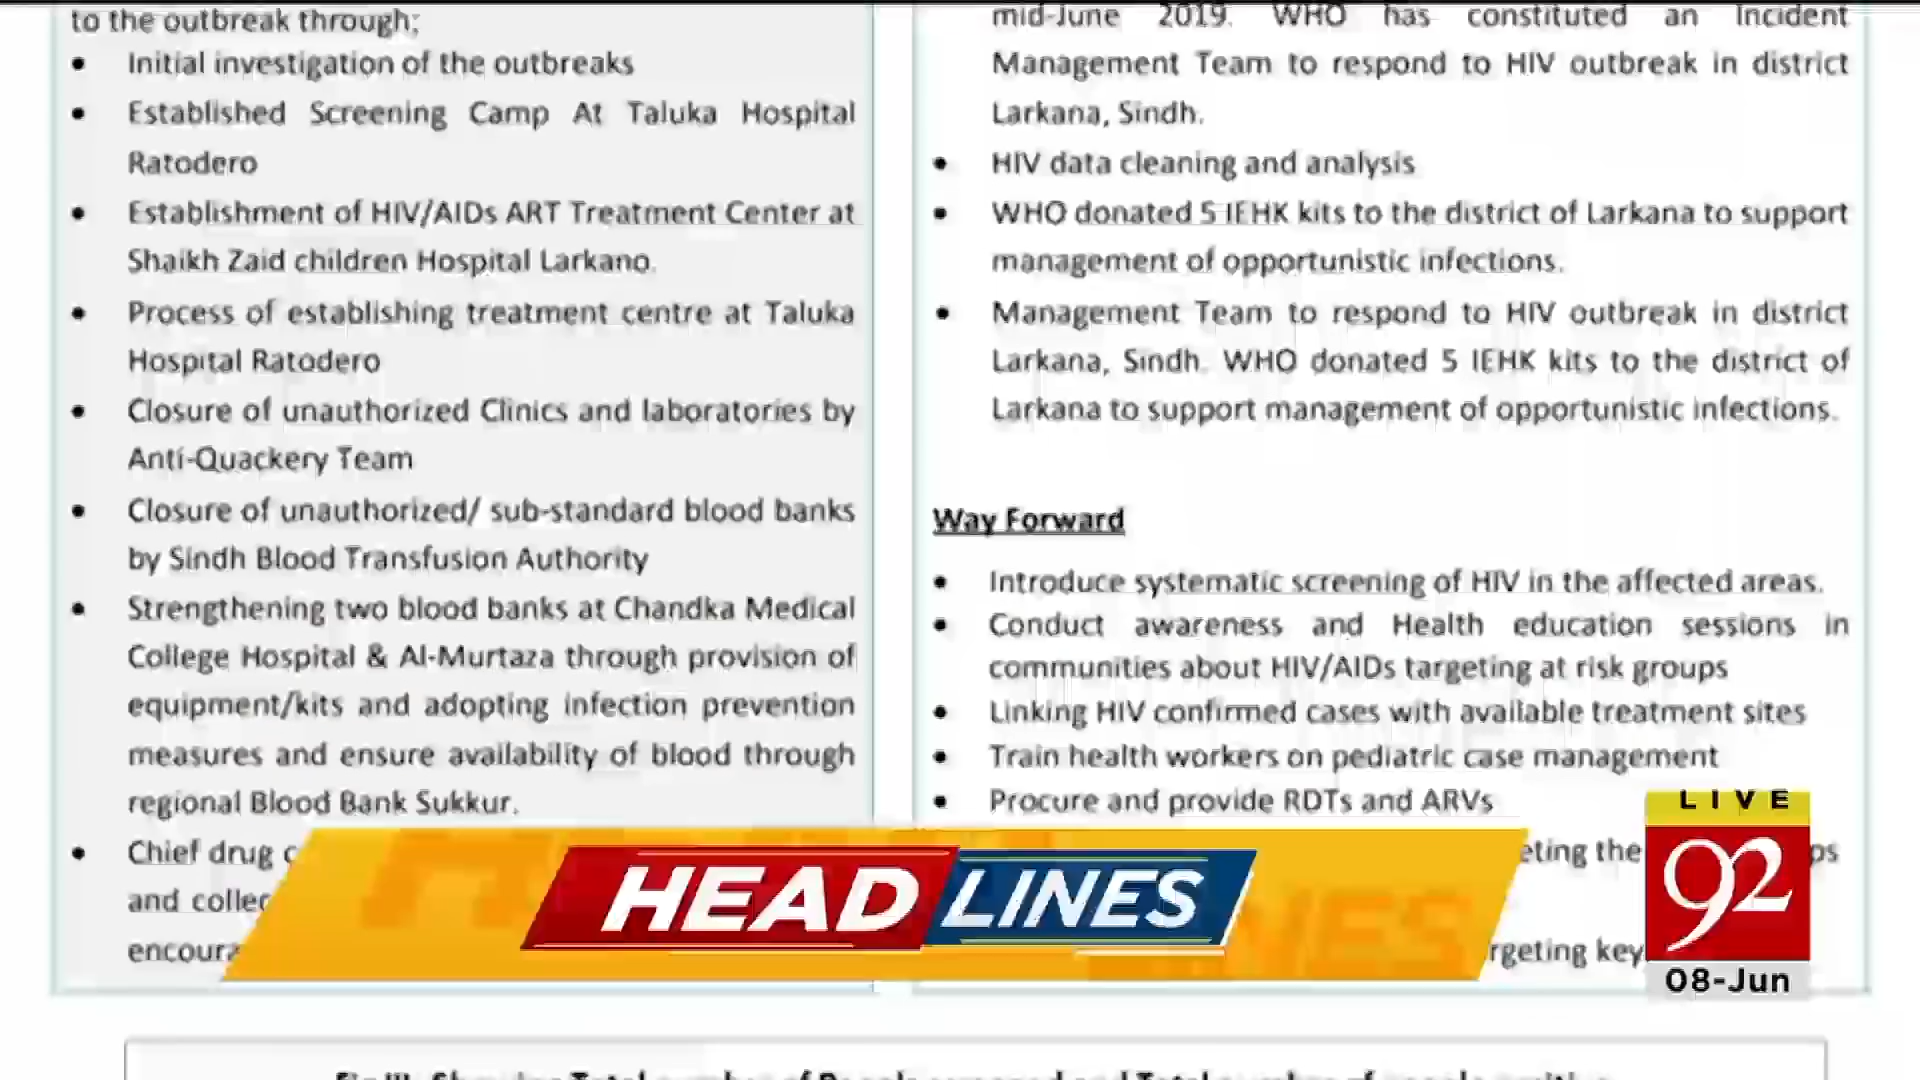 to the outbreak through;
• Initial investigation of the outbreaks
• Established Screening Camp At Taluka Hospital
Ratodero
• Establishment of HIV/AIDs ART Treatment Center at
Shaikh Zaid children Hospital Larkano.
• Process of establishing treatment centre at Taluka
Hospital Ratodero
• Closure of unauthorized Clinics and laboratories by
Anti-Quackery Team
• Closure of unauthorized/ sub-standard blood banks
by Sindh Blood Transfusion Authority
• Strengthening two blood banks at Chandka Medical
College Hospital & Al-Murtaza through provision of
equipment/kits and adopting infection prevention
measures and ensure availability of blood through
regional Blood Bank Sukkur.
• Chief drug
and
mid-June 2019. WHO has constituted an Incident
Management Team to respond to HIV outbreak in district
Larkana, Sindh.
• HIV data cleaning and analysis
• WHO donated 5 IEHK kits to the district of Larkana to support
management of opportunistic infections.
• Management Team to respond to HIV outbreak in district
Larkana, Sindh. WHO donated 5 IEHK kits to the district of
Larkana to support management of opportunistic infections.
Way Forward
• Introduce systematic screening of HIV in the affected areas.
• Conduct awareness and Health education sessions in
communities about HIV/AIDs targeting at risk groups
• Linking HIV confirmed cases with available treatment sites
• Train health workers on pediatric case management
• Procure and provide RDTs and ARVs
the
key
HEADLINES
LIVE
92
08-Jun